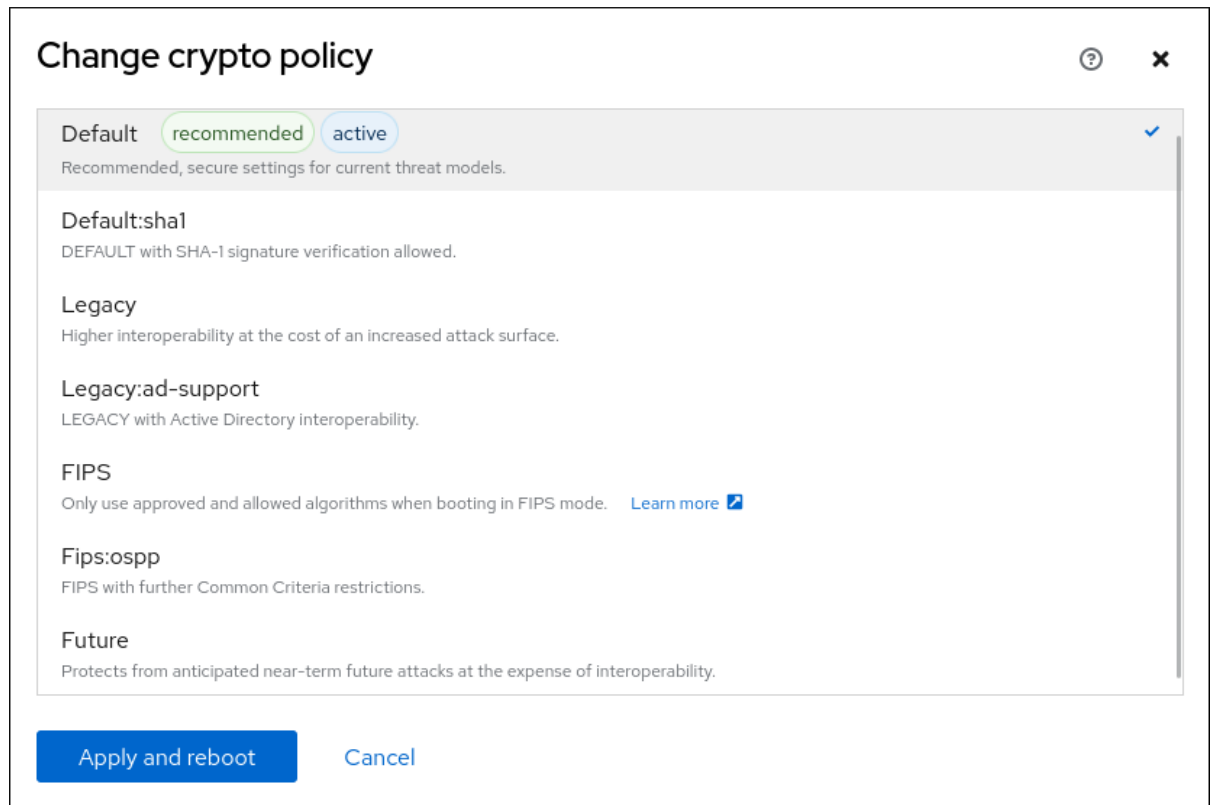 Change crypto policy
Default recommended active
Recommended, secure settings for current threat models.
Default:sha1
DEFAULT with SHA-1 signature verification allowed.
Legacy
Higher interoperability at the cost of an increased attack surface.
Legacy:ad-support
LEGACY with Active Directory interoperability.
FIPS
Only use approved and allowed algorithms when booting in FIPS mode. Learn more
Fips:ospp
FIPS with further Common Criteria restrictions.
Future
Protects from anticipated near-term future attacks at the expense of interoperability.
Apply and reboot Cancel